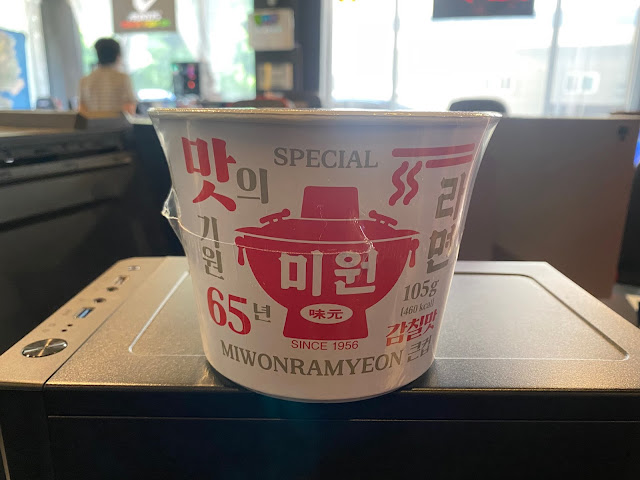 맛의
기원
65년
SPECIAL
미원
味元
SINCE 1956
MIWONRAMYEON
라면
105g
(460 kcal)
감칠맛
큰컵